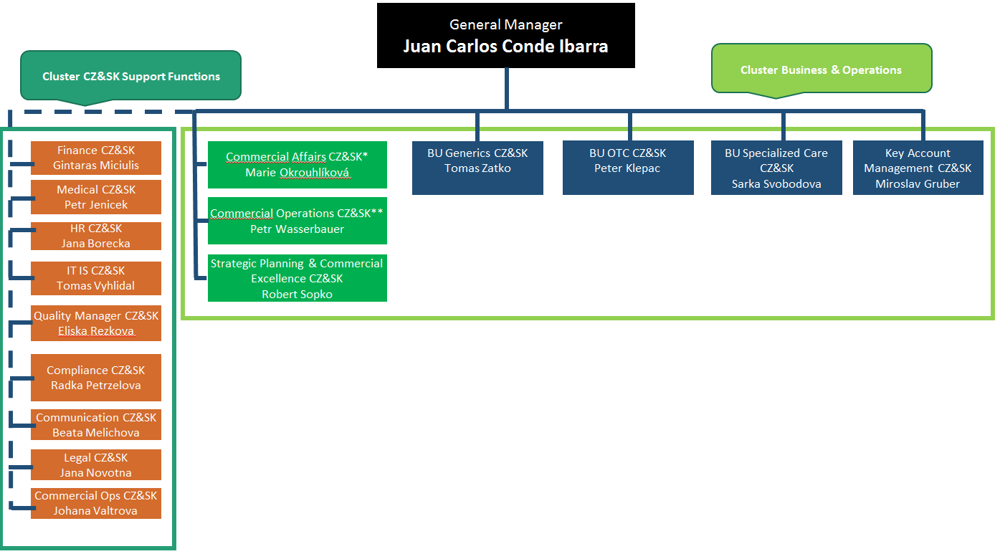 General Manager
Juan Carlos Conde Ibarra
Cluster CZ&SK Support Functions
Cluster Business & Operations
Finance CZ&SK
Gintaras Miciulis
Medical CZ&SK
Petr Jenicek
HR CZ&SK
Jana Borecka
IT IS CZ&SK
Tomas Vyhlidal
Quality Manager CZ&SK
Eliska Rezkova
Compliance CZ&SK
Radka Petrzelova
Communication CZ&SK
Beata Melichova
Legal CZ&SK
Jana Novotna
Commercial Ops CZ&SK
Johana Valtrova
Commercial Affairs CZ&SK*
Marie Okrouhlíková
Commercial Operations CZ&SK**
Petr Wasserbauer
Strategic Planning & Commercial
Excellence CZ&SK
Robert Sopko
BU Generics CZ&SK
Tomas Zatko
BU OTC CZ&SK
Peter Klepac
BU Specialized Care
CZ&SK
Sarka Svobodova
Key Account
Management CZ&SK
Miroslav Gruber